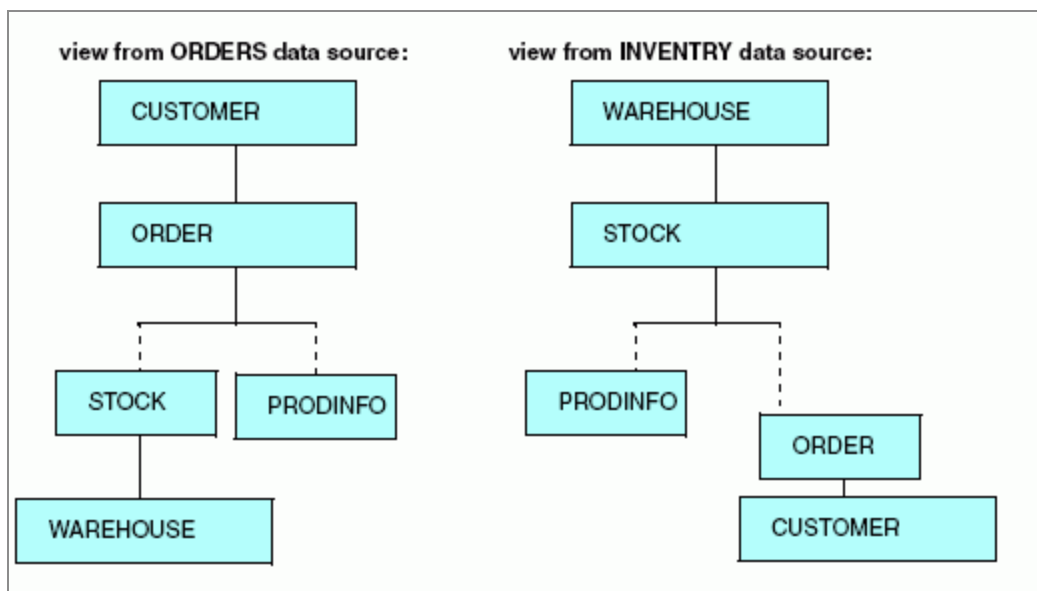 view from ORDERS data source:
CUSTOMER
ORDER
STOCK
PRODINFO
WAREHOUSE
view from INVENTRY data source:
WAREHOUSE
STOCK
PRODINFO
ORDER
CUSTOMER